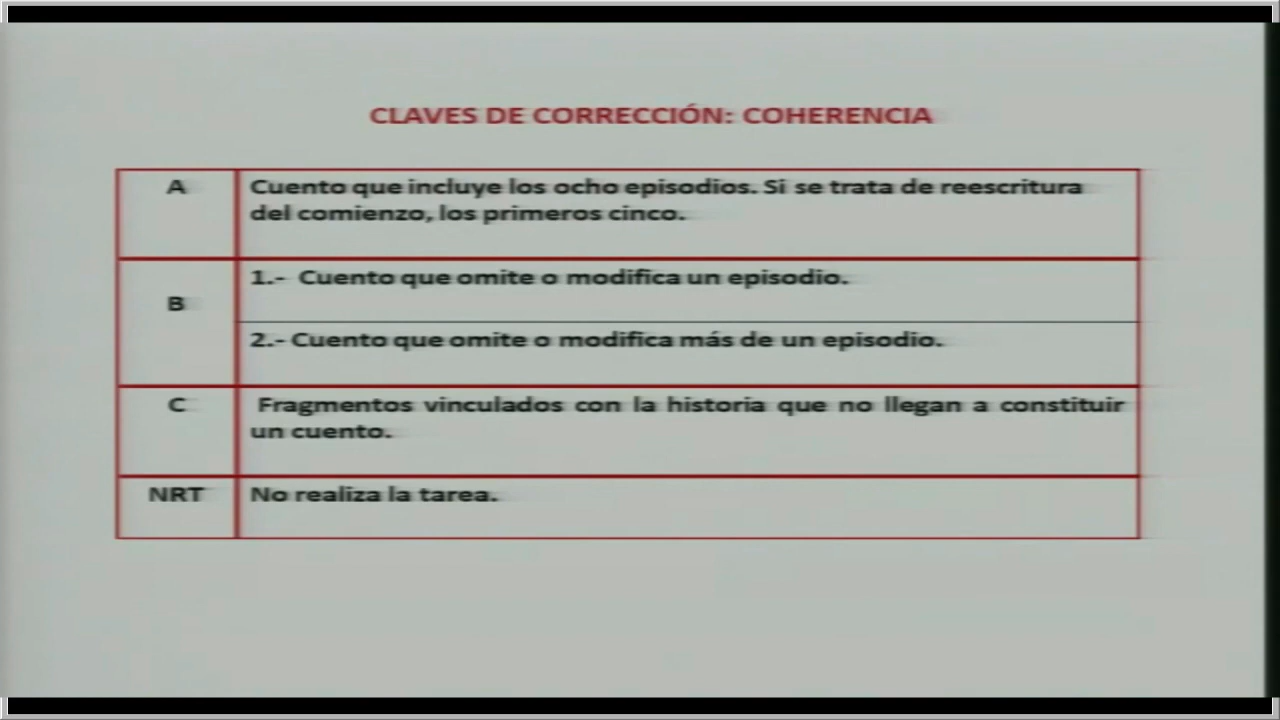 CLAVES DE CORRECCIÓN: COHERENCIA
A
Cuento que incluye los ocho episodios. Si se trata de reescritura
del comienzo, los primeros cinco.
B
1.- Cuento que omite o modifica un episodio.
2.- Cuento que omite o modifica más de un episodio.
C
Fragmentos vinculados con la historia que no llegan a constituir
un cuento.
NRT
No realiza la tarea.